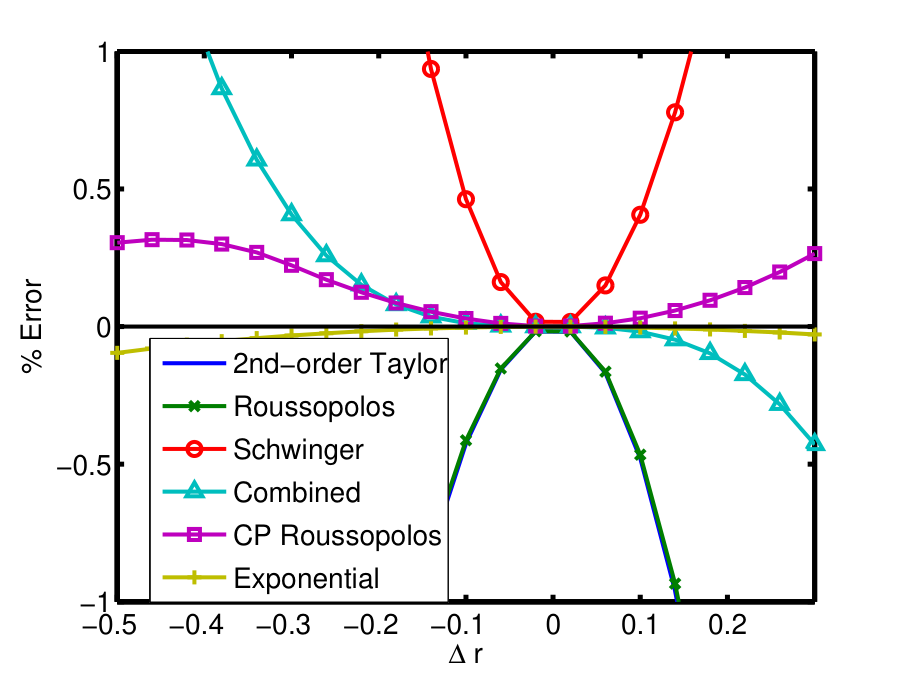 1
0.5
0
−0.5
−1
% Error
2nd−order Taylor
Roussopolos
Schwinger
Combined
CP Roussopolos
Exponential
−0.5 −0.4 −0.3 −0.2 −0.1 0 0.1 0.2
Δ r